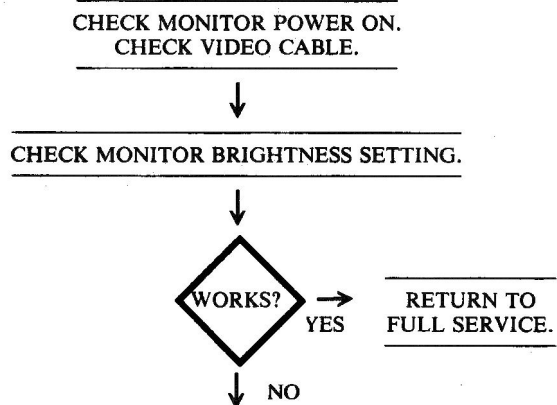 CHECK MONITOR POWER ON.
CHECK VIDEO CABLE.
CHECK MONITOR BRIGHTNESS SETTING.
WORKS?
YES
RETURN TO
FULL SERVICE.
NO